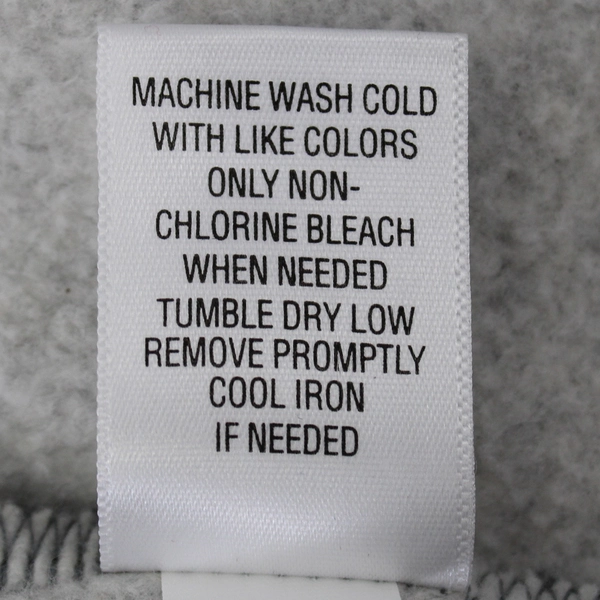 MACHINE WASH COLD
WITH LIKE COLORS
ONLY NON-
CHLORINE BLEACH
WHEN NEEDED
TUMBLE DRY LOW
REMOVE PROMPTLY
COOL IRON
IF NEEDED